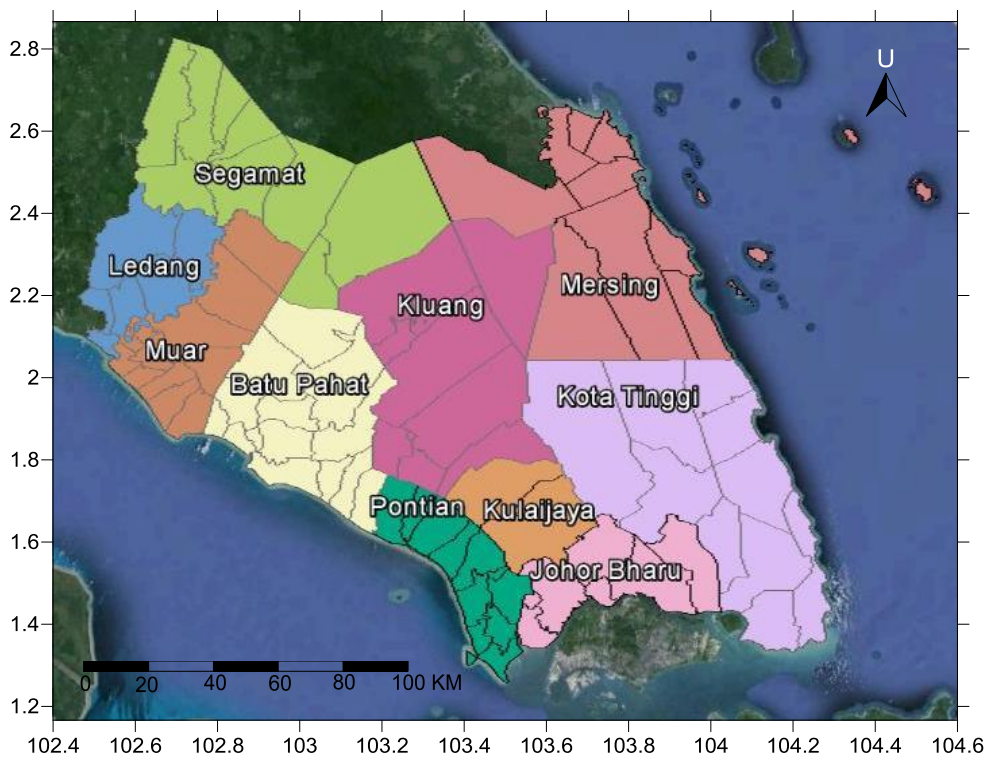 2.8
U
2.6
Segamat
2.4
Ledang
Mersing
2.2
Kluang
Muar
2
Batu Pahat
Kota Tinggi
1.8
Pontian
Kulaijaya
1.6
Johor Bharu
1.4
0 20 40 60 80 100 KM
1.2
102.4 102.6 102.8 103 103.2 103.4 103.6 103.8 104 104.2 104.4 104.6